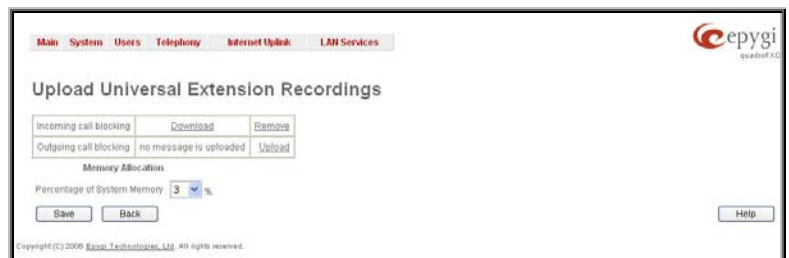 Main System Users Telephony Internet Uplink LAN Services
epygi
quadroFXO
Upload Universal Extension Recordings
Incoming call blocking Download Remove
Outgoing call blocking no message is uploaded Upload
Memory Allocation
Percentage of System Memory 3 %
Save Back Help
Copyright (C) 2008 Epygi Technologies, Ltd. All rights reserved.